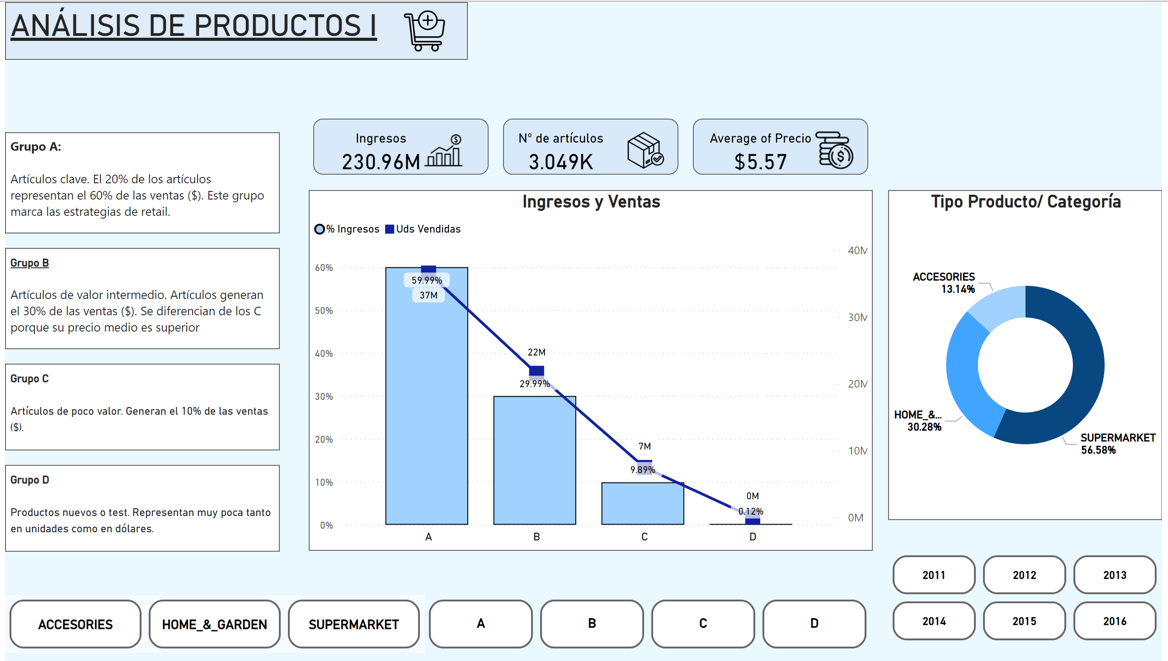 ANÁLISIS DE PRODUCTOS I
Grupo A:
Artículos clave. El 20% de los artículos
representan el 60% de las ventas ($). Este grupo
marca las estrategias de retail.
Grupo B
Artículos de valor intermedio. Artículos generan
el 30% de las ventas ($). Se diferencian de los C
porque su precio medio es superior
Grupo C
Artículos de poco valor. Generan el 10% de las ventas
($).
Grupo D
Productos nuevos o test. Representan muy poca tanto
en unidades como en dólares.
Ingresos
230.96M
Nº de artículos
3.049K
Average of Precio
$5.57
Ingresos y Ventas
% Ingresos
Uds Vendidas
60%
50%
40%
30%
20%
10%
0%
40M
30M
20M
10M
0M
59.99%
37M
22M
29.99%
7M
9.89%
0M
0.12%
A
B
C
D
Tipo Producto/ Categoría
ACCESORIES
13.14%
HOME_&...
30.28%
SUPERMARKET
56.58%
2011
2012
2013
2014
2015
2016
ACCESORIES
HOME_&_GARDEN
SUPERMARKET
A
B
C
D